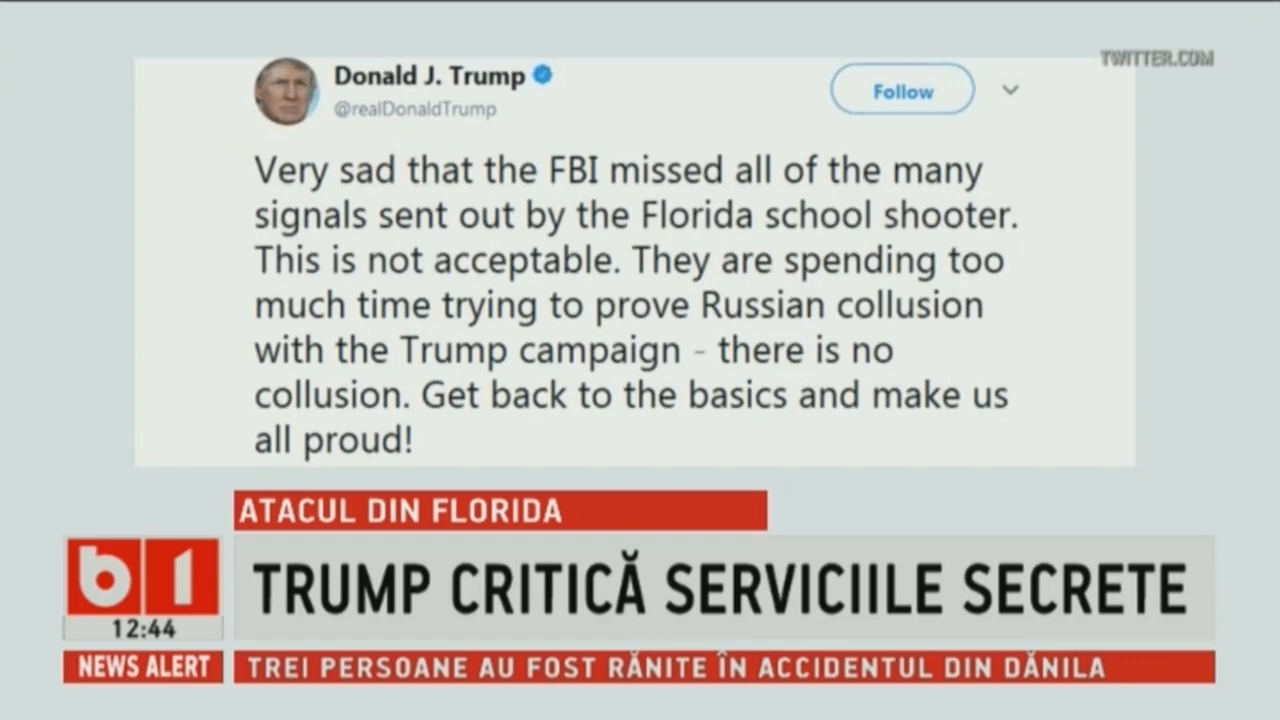 TWITTER.COM
Donald J. Trump
@realDonaldTrump
Follow
Very sad that the FBI missed all of the many
signals sent out by the Florida school shooter.
This is not acceptable. They are spending too
much time trying to prove Russian collusion
with the Trump campaign - there is no
collusion. Get back to the basics and make us
all proud!
ATACUL DIN FLORIDA
b1
TRUMP CRITICĂ SERVICIILE SECRETE
12:44
NEWS ALERT
TREI PERSOANE AU FOST RĂNITE ÎN ACCIDENTUL DIN DĂNILA